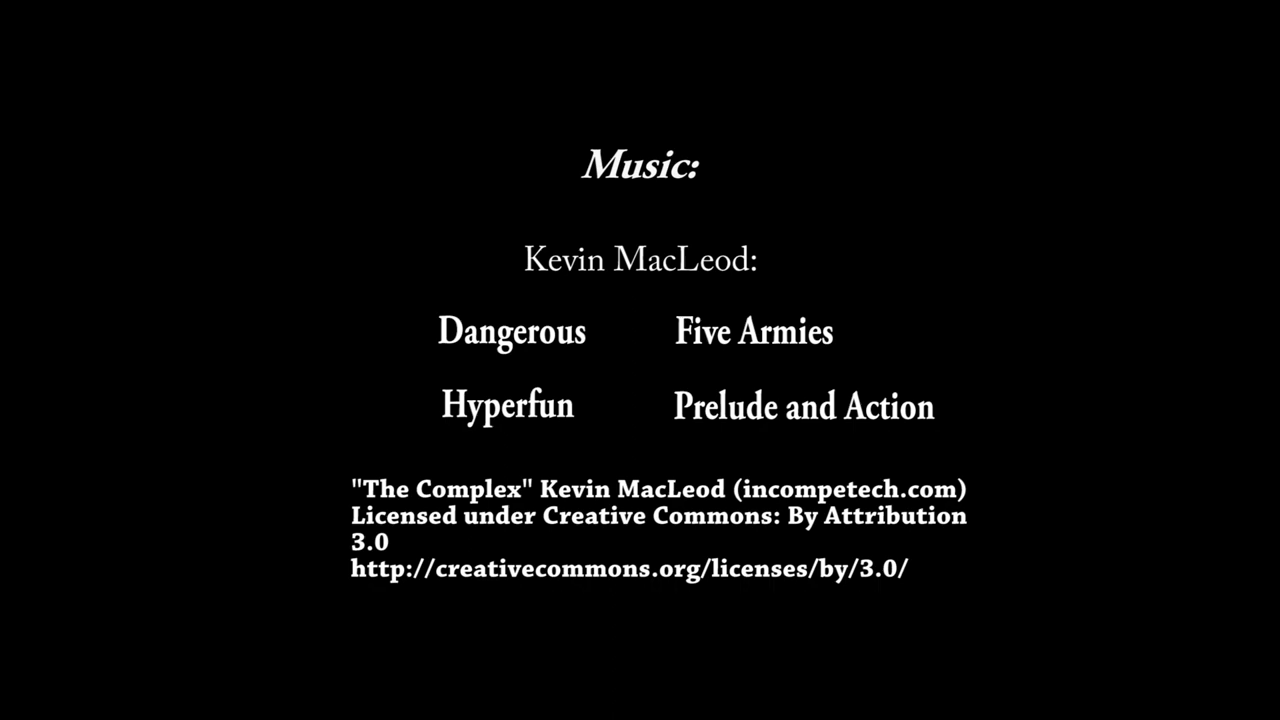 Music:
Kevin MacLeod:
Dangerous Five Armies
Hyperfun Prelude and Action
"The Complex" Kevin MacLeod (incompetech.com)
Licensed under Creative Commons: By Attribution
3.0
http://creativecommons.org/licenses/by/3.0/